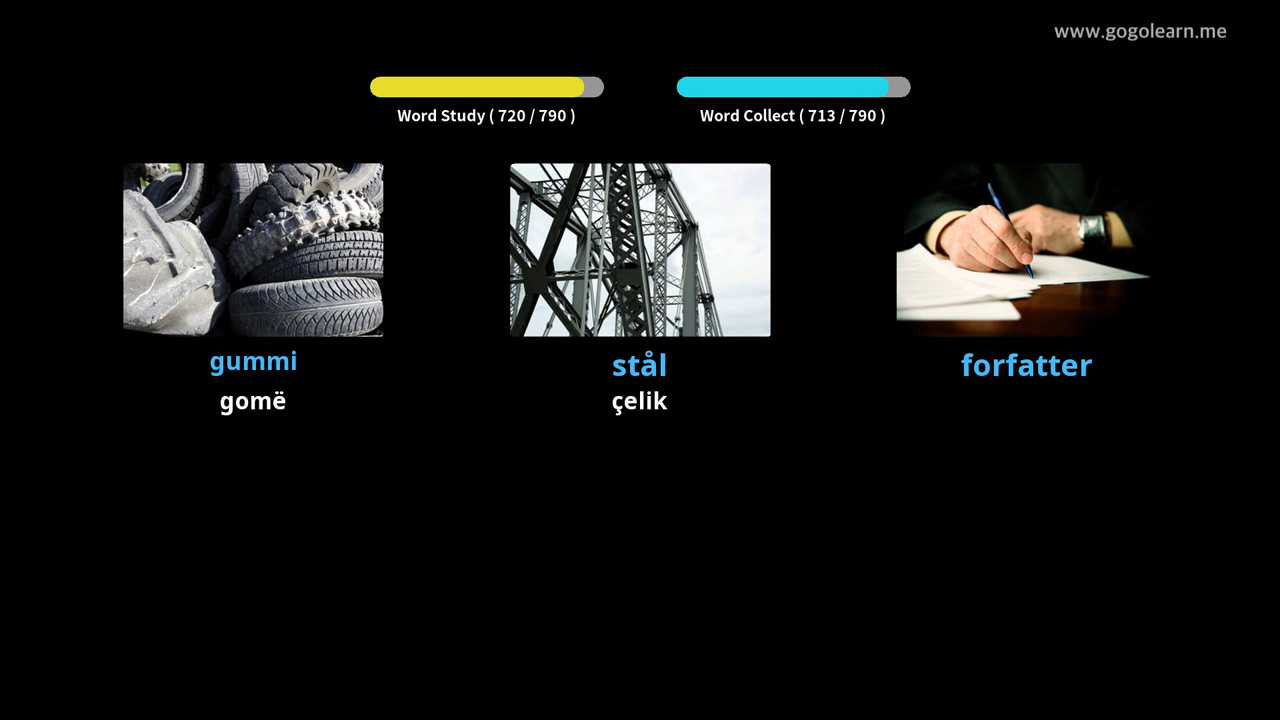 www.gogolearn.me
Word Study ( 720 / 790 )
Word Collect ( 713 / 790 )
gummi
gomë
stål
çelik
forfatter